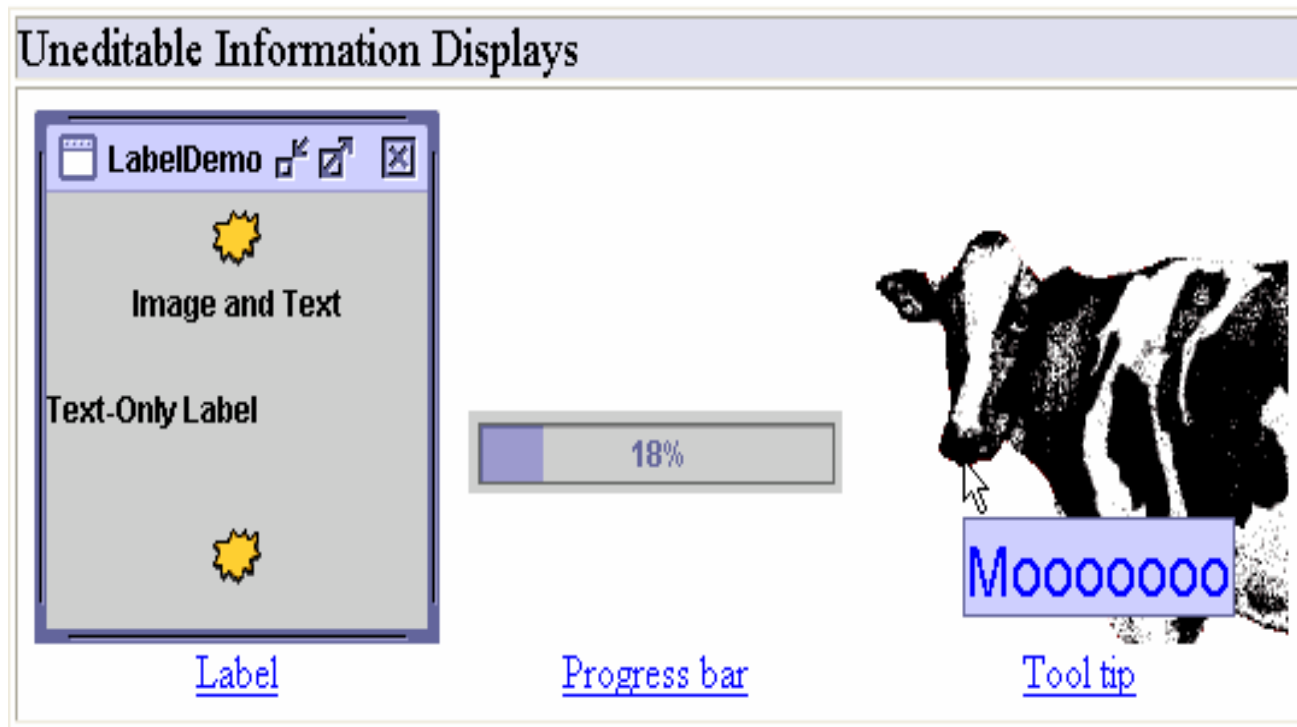 Uneditable Information Displays
LabelDemo
Image and Text
Text-Only Label
18%
Mooooooo
Label
Progress bar
Tool tip